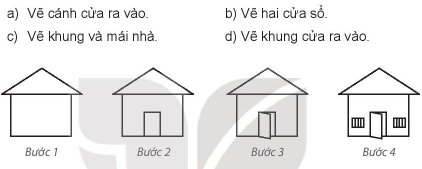 a) Vẽ cánh cửa ra vào. b) Vẽ hai cửa sổ.
c) Vẽ khung và mái nhà. d) Vẽ khung cửa ra vào.
Bước 1 Bước 2 Bước 3 Bước 4